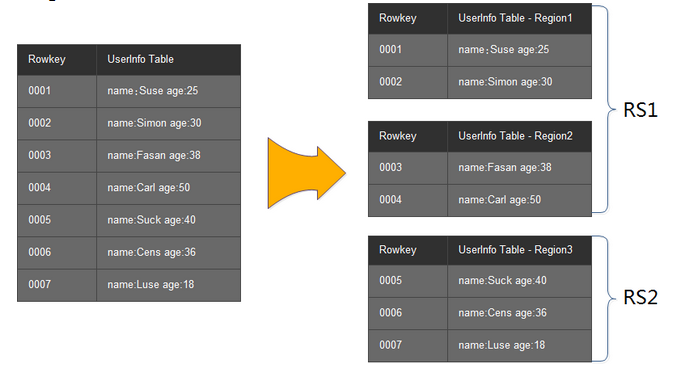 Rowkey UserInfo Table
0001 name；Suse age:25
0002 name:Simon age:30
0003 name:Fasan age:38
0004 name:Carl age:50
0005 name:Suck age:40
0006 name:Cens age:36
0007 name:Luse age:18
Rowkey UserInfo Table - Region1
0001 name；Suse age:25
0002 name:Simon age:30
Rowkey UserInfo Table - Region2
0003 name:Fasan age:38
0004 name:Carl age:50
RS1
Rowkey UserInfo Table - Region3
0005 name:Suck age:40
0006 name:Cens age:36
0007 name:Luse age:18
RS2